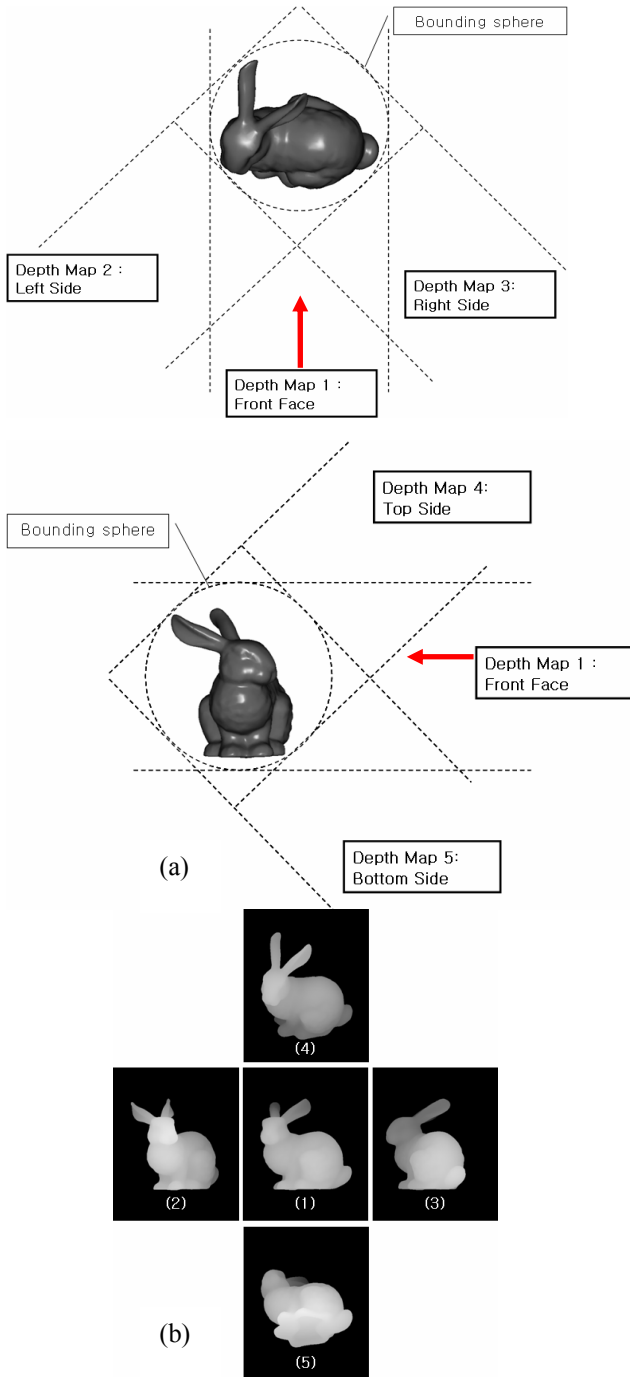 Bounding sphere
Depth Map 2 :
Left Side
Depth Map 3:
Right Side
Depth Map 1 :
Front Face
Depth Map 4:
Top Side
Bounding sphere
Depth Map 1 :
Front Face
Depth Map 5:
Bottom Side
(a)
(4)
(2)
(1)
(3)
(5)
(b)